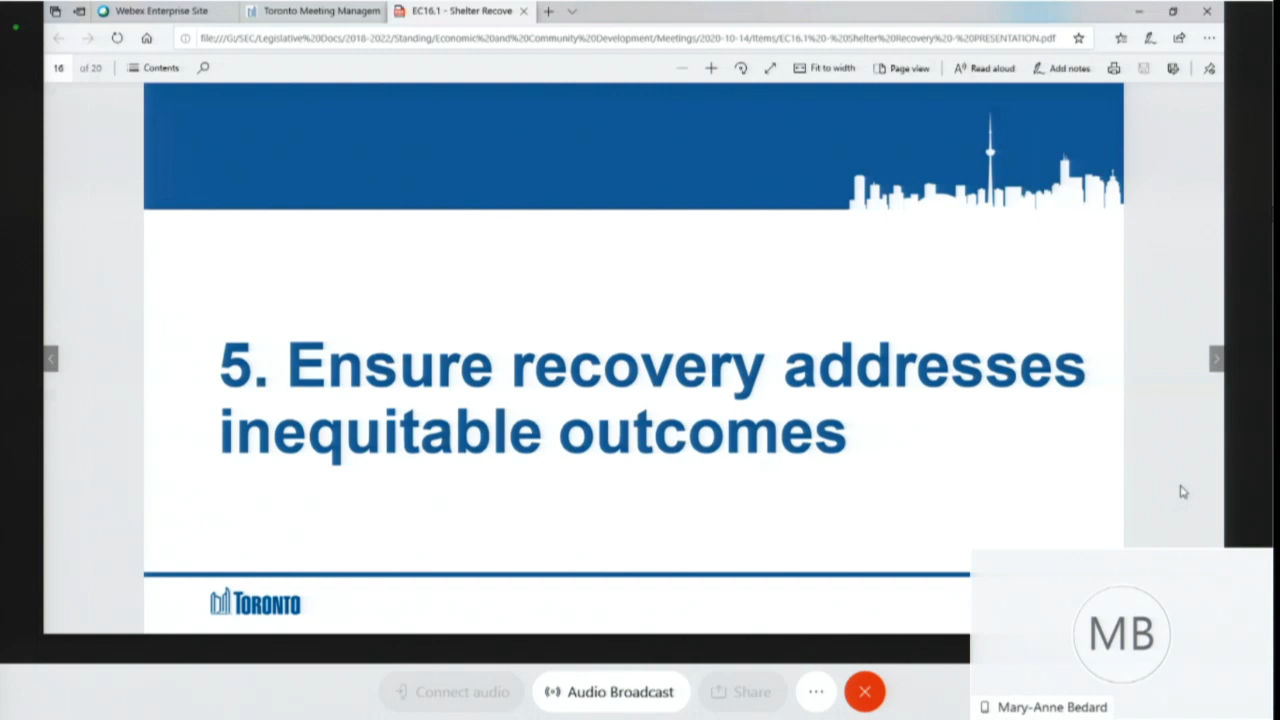 Webex Enterprise Site
Toronto Meeting Managem
EC16.1 - Shelter Recove
file:///G:/SEC/Legislative%20Docs/2018-2022/Standing/Economic%20and%20Community%20Development/Meetings/2020-10-14/Items/EC16.1%20-%20Shelter%20Recovery%20-%20PRESENTATION.pdf
16 of 20 Contents
Fit to width Page view Read aloud Add notes
5. Ensure recovery addresses
inequitable outcomes
TORONTO
MB
Mary-Anne Bedard
Connect audio Audio Broadcast Share